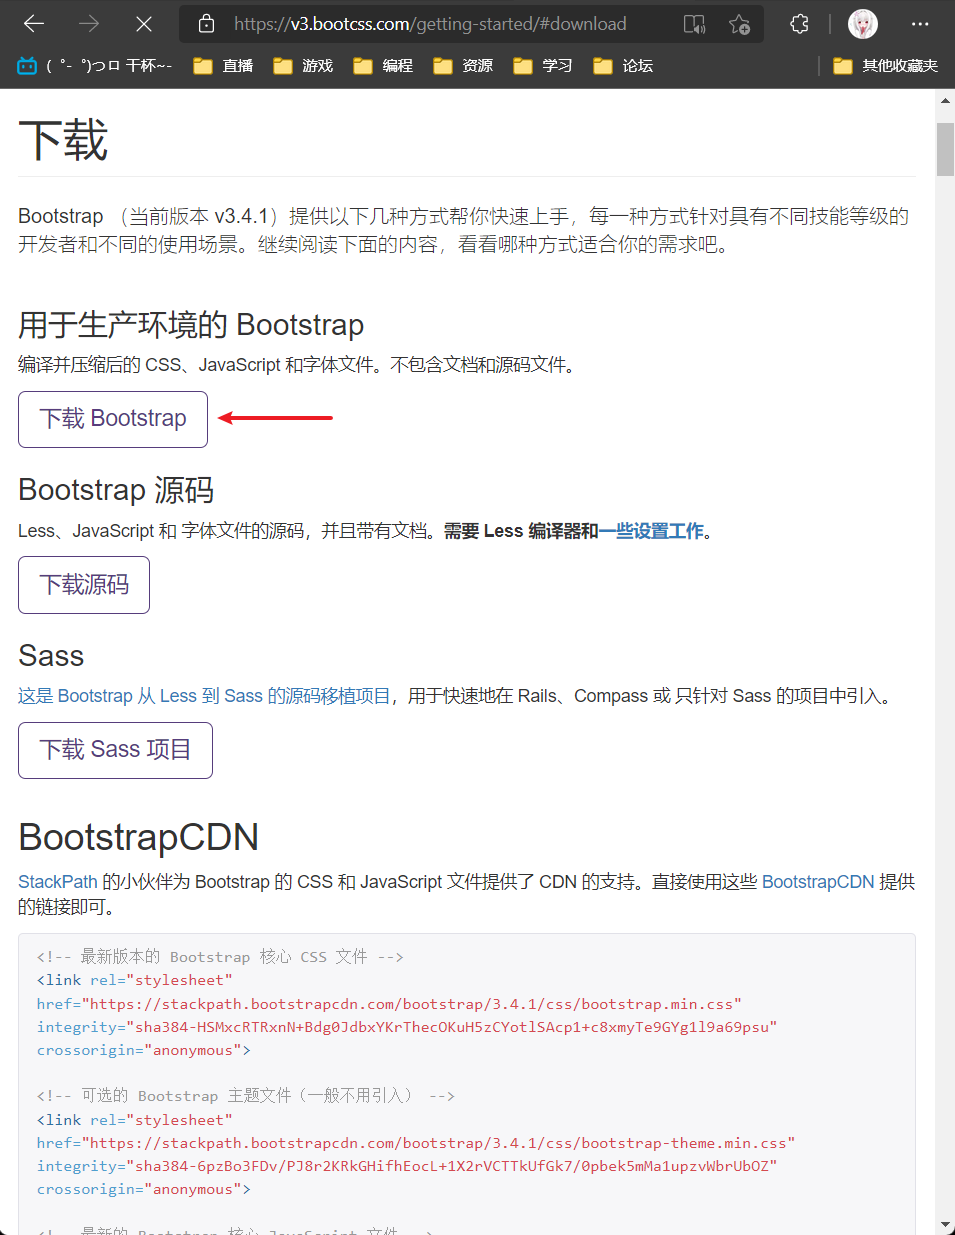 https://v3.bootcss.com/getting-started/#download
( ゜- ゜)つロ 干杯~-
直播
游戏
编程
资源
学习
论坛
其他收藏夹
下载
Bootstrap （当前版本 v3.4.1）提供以下几种方式帮你快速上手，每一种方式针对具有不同技能等级的
开发者和不同的使用场景。继续阅读下面的内容，看看哪种方式适合你的需求吧。
用于生产环境的 Bootstrap
编译并压缩后的 CSS、JavaScript 和字体文件。不包含文档和源码文件。
下载 Bootstrap
Bootstrap 源码
Less、JavaScript 和 字体文件的源码，并且带有文档。需要 Less 编译器和一些设置工作。
下载源码
Sass
这是 Bootstrap 从 Less 到 Sass 的源码移植项目，用于快速地在 Rails、Compass 或 只针对 Sass 的项目中引入。
下载 Sass 项目
BootstrapCDN
StackPath 的小伙伴为 Bootstrap 的 CSS 和 JavaScript 文件提供了 CDN 的支持。直接使用这些 BootstrapCDN 提供
的链接即可。
<!-- 最新版本的 Bootstrap 核心 CSS 文件 -->
<link rel="stylesheet"
href="https://stackpath.bootstrapcdn.com/bootstrap/3.4.1/css/bootstrap.min.css"
integrity="sha384-HSMxcRTRxnN+Bdg0JdbxYKrThecOKuH5zCYotlSAcp1+c8xmyTe9GYg1l9a69psu"
crossorigin="anonymous">
<!-- 可选的 Bootstrap 主题文件（一般不用引入） -->
<link rel="stylesheet"
href="https://stackpath.bootstrapcdn.com/bootstrap/3.4.1/css/bootstrap-theme.min.css"
integrity="sha384-6pzBo3FDv/PJ8r2KRkGHifhEocL+1X2rVCTTkUfGk7/0pbek5mMa1upzvWbrUbOZ"
crossorigin="anonymous">
<!-- 最新的 Bootstrap 核心 JavaScript 文件 -->